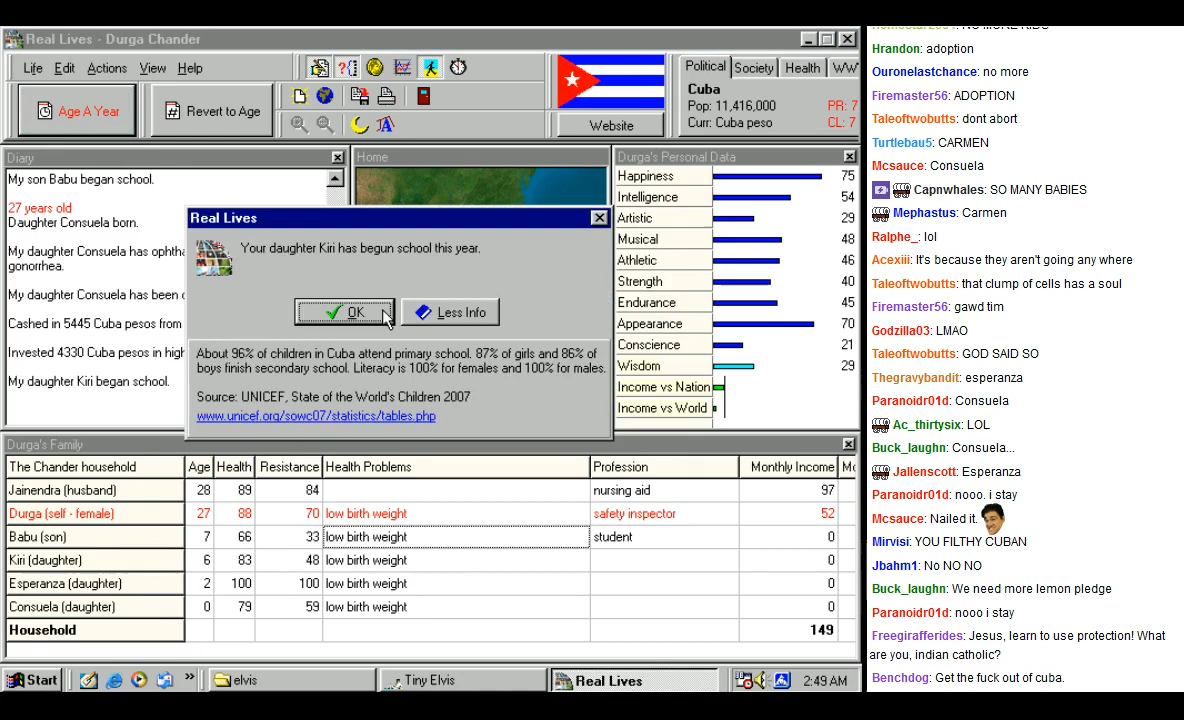 Real Lives - Durga Chander
Life Edit Actions View Help
Age A Year
Revert to Age
Website
Political Society Health WW
Cuba
Pop: 11,416,000 PR: 7
Curr: Cuba peso CL: 7
Diary
My son Babu began school.
27 years old
Daughter Consuela born.
My daughter Consuela has ophtha
gonorrhea.
My daughter Consuela has been
Cashed in 5445 Cuba pesos from
Invested 4330 Cuba pesos in high
My daughter Kiri began school.
Home
Real Lives
Your daughter Kiri has begun school this year.
OK Less Info
About 96% of children in Cuba attend primary school. 87% of girls and 86% of
boys finish secondary school. Literacy is 100% for females and 100% for males.
Source: UNICEF, State of the World's Children 2007
www.unicef.org/sowc07/statistics/tables.php
Durga's Personal Data
Happiness 75
Intelligence 54
Artistic 29
Musical 48
Athletic 46
Strength 40
Endurance 45
Appearance 70
Conscience 21
Wisdom 29
Income vs Nation
Income vs World
Durga's Family
The Chander household Age Health Resistance Health Problems Profession Monthly Income Mo
Jainendra (husband) 28 89 84 nursing aid 97
Durga (self - female) 27 88 70 low birth weight safety inspector 52
Babu (son) 7 66 33 low birth weight student 0
Kiri (daughter) 6 83 48 low birth weight 0
Esperanza (daughter) 2 100 100 low birth weight 0
Consuela (daughter) 0 79 59 low birth weight 0
Household 149
Start » elvis Tiny Elvis Real Lives 2:49 AM
Hrandon: adoption
Ouronelastchance: no more
Firemaster56: ADOPTION
Taleoftwobutts: dont abort
Turtlebau5: CARMEN
Mcsauce: Consuela
Capnwhales: SO MANY BABIES
Mephastus: Carmen
Ralphe_: lol
Acexiii: It's because they aren't going any where
Taleoftwobutts: that clump of cells has a soul
Firemaster56: gawd tim
Godzilla03: LMAO
Taleoftwobutts: GOD SAID SO
Thegravybandit: esperanza
Paranoidr01d: Consuela
Ac_thirtysix: LOL
Buck_laughn: Consuela...
Jallenscott: Esperanza
Paranoidr01d: nooo. i stay
Mcsauce: Nailed it.
Mirvisi: YOU FILTHY CUBAN
Jbahm1: No NO NO
Buck_laughn: We need more lemon pledge
Paranoidr01d: nooo i stay
Freegirafferides: Jesus, learn to use protection! What
are you, indian catholic?
Benchdog: Get the fuck out of cuba.